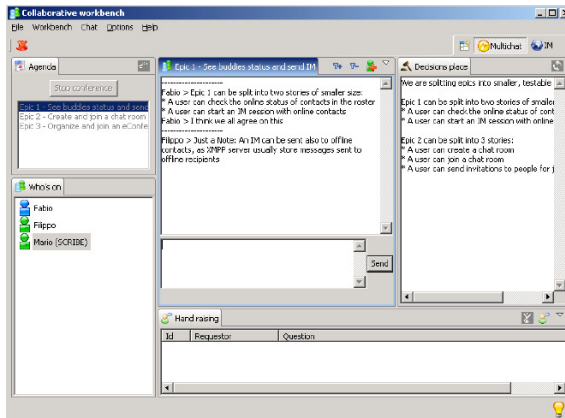 Collaborative workbench
File Workbench Chat Options Help
Multichat IM
Agenda
Stop conference
Epic 1 - See buddies status and send
Epic 2 - Create and join a chat room
Epic 3 - Organize and join an eConfe
Who's on
Fabio
Filippo
Mario (SCRIBE)
Epic 1 - See buddies status and send IM
--------------------
Fabio > Epic 1 can be split into two stories of smaller size:
* A user can check the online status of contacts in the roster
* A user can start an IM session with online contacts
Fabio > I think we all agree on this
--------------------
Filippo > Just a Note: An IM can be sent also to offline
contacts, as XMPP server usually store messages sent to
offline recipients
Send
Decisions place
We are splitting epics into smaller, testable
Epic 1 can be split into two stories of smaller
* A user can check the online status of cont
* A user can start an IM session with online
Epic 2 can be split into 3 stories:
* A user can create a chat room
* A user can join a chat room
* A user can send invitations to people for j
Hand raising
Id Requestor Question